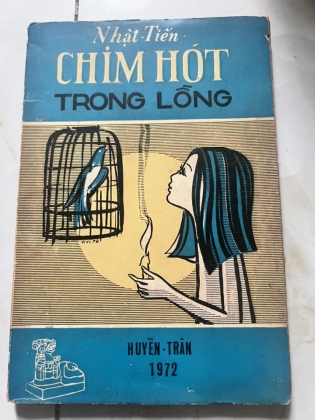 Nhật-Tiến
CHIM HÓT
TRONG LỒNG
HUYỀN-TRÂN
1972